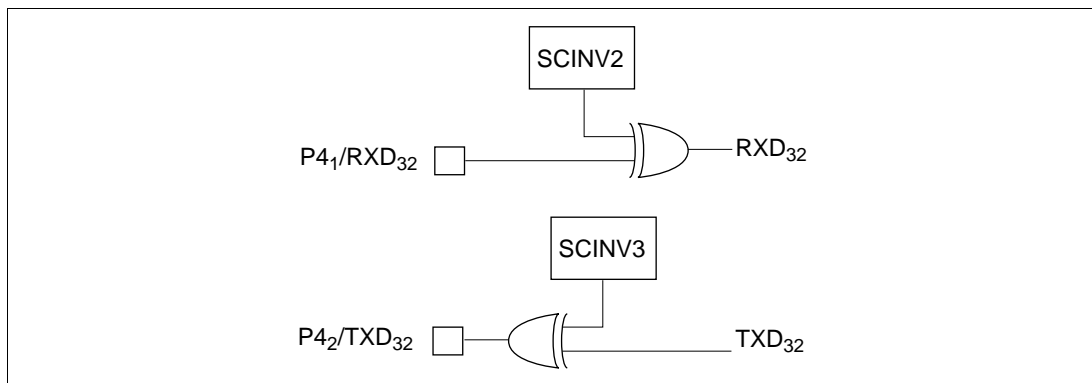 SCINV2
P4₁/RXD₃₂
RXD₃₂
SCINV3
P4₂/TXD₃₂
TXD₃₂